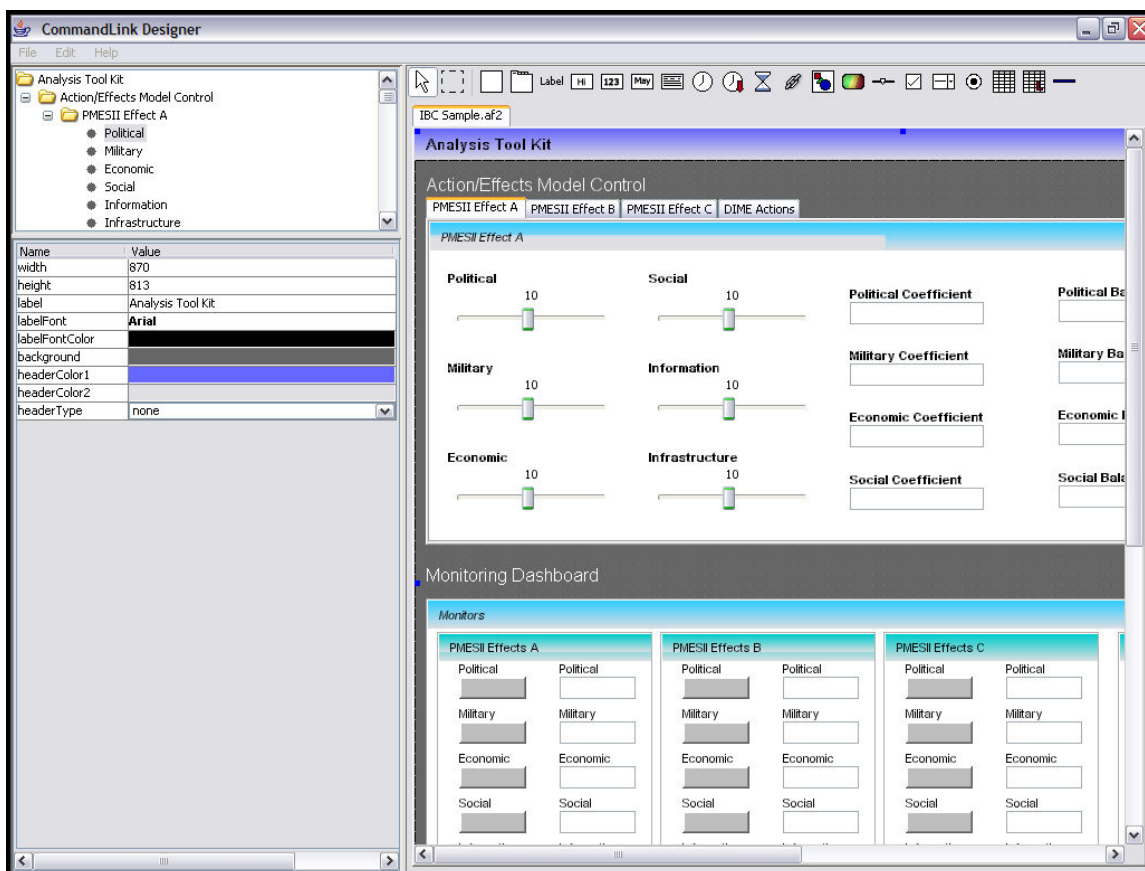 CommandLink Designer
File Edit Help
Analysis Tool Kit
Action/Effects Model Control
PMESII Effect A
Political
Military
Economic
Social
Information
Infrastructure
Name Value
width 870
height 813
label Analysis Tool Kit
labelFont Arial
labelFontColor
background
headerColor1
headerColor2
headerType none
Label Hi 123 May
IBC Sample.af2
Analysis Tool Kit
Action/Effects Model Control
PMESII Effect A PMESII Effect B PMESII Effect C DIME Actions
PMESII Effect A
Political Social
10 10
Political Coefficient Political Ba
Military Information
10 10
Military Coefficient Military Ba
Economic Coefficient Economic
Economic Infrastructure
10 10
Social Coefficient Social Bala
Monitoring Dashboard
Monitors
PMESII Effects A PMESII Effects B PMESII Effects C
Political Political Political Political Political Political
Military Military Military Military Military Military
Economic Economic Economic Economic Economic Economic
Social Social Social Social Social Social